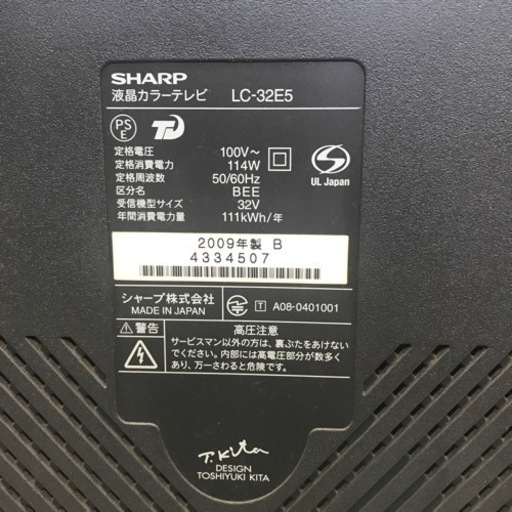 SHARP
液晶カラーテレビ LC-32E5
PS E
定格電圧 100V～
定格消費電力 114W
定格周波数 50/60Hz
区分名 BEE
受信機型サイズ 32V
年間消費電力量 111kWh/年
UL Japan
2009年製 B
4334507
シャープ株式会社
MADE IN JAPAN
T A08-0401001
警告 高圧注意
サービスマン以外の方は、裏ぶたをあけない
でください。内部には高電圧部分が数多く
あり、万一さわると危険です。
T.Kita
DESIGN
TOSHIYUKI KITA